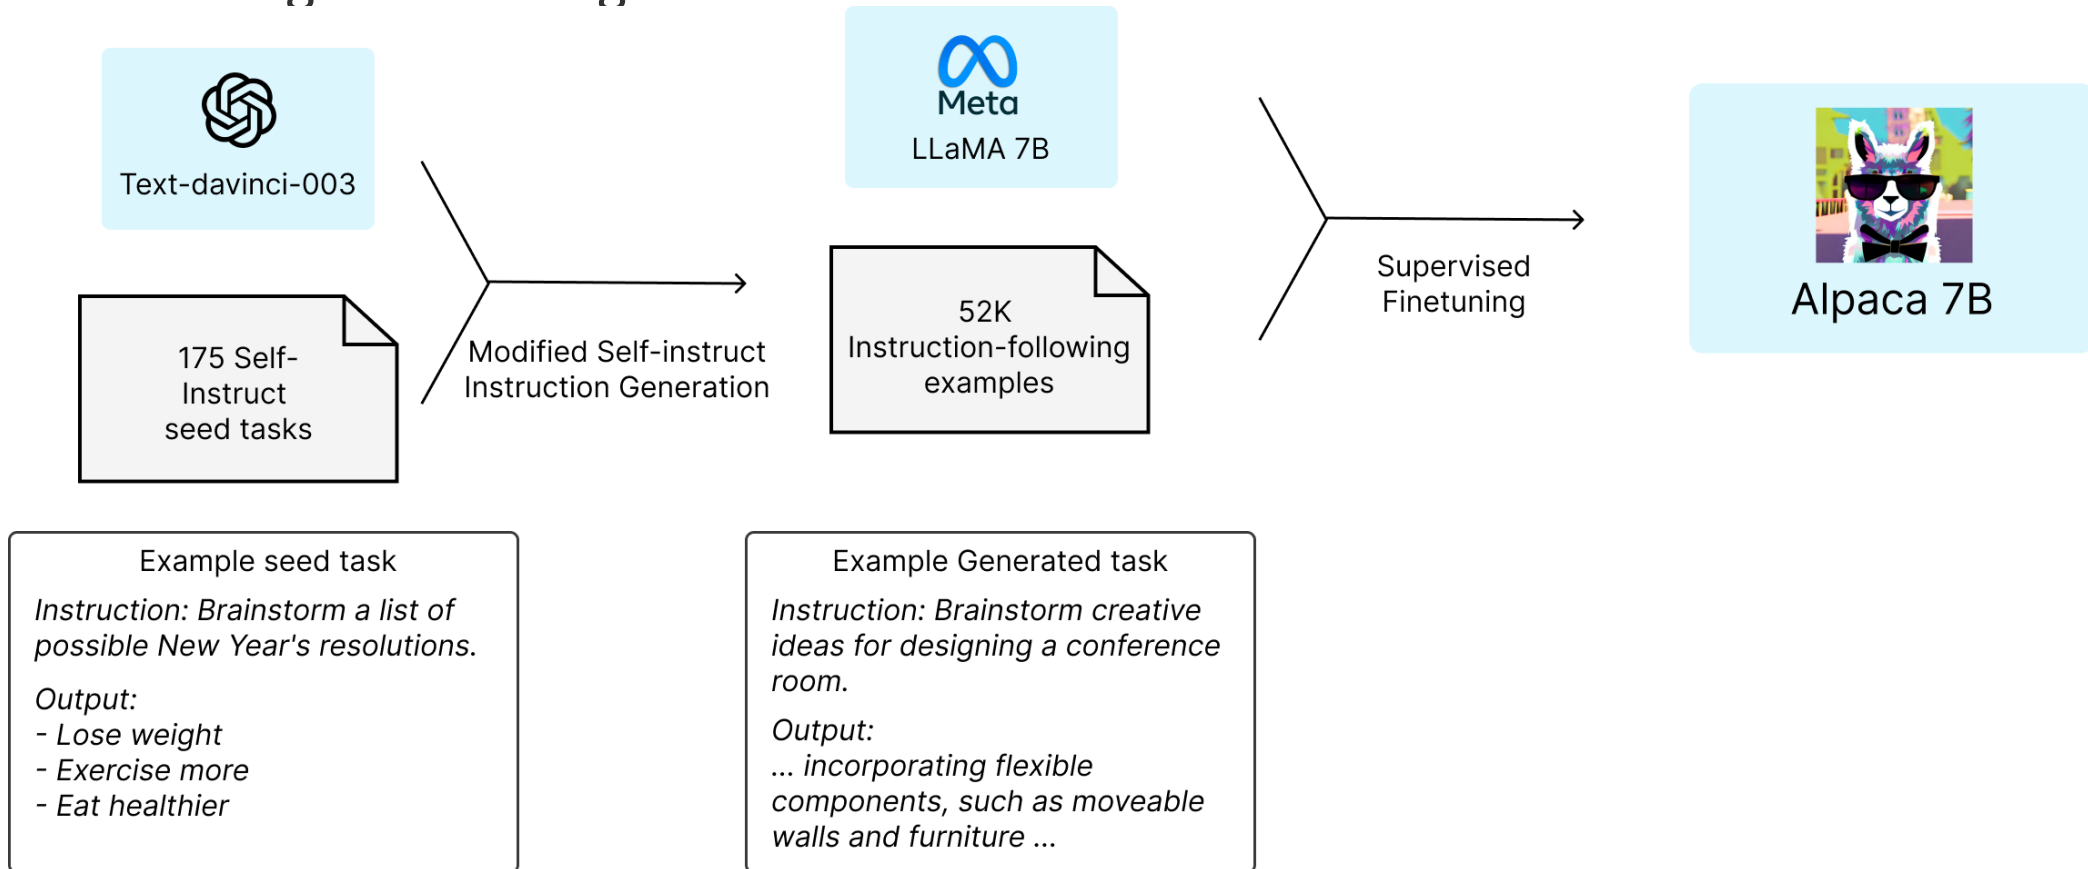 Text-davinci-003
175 Self-
Instruct
seed tasks
Modified Self-instruct
Instruction Generation
Meta
LLaMA 7B
52K
Instruction-following
examples
Supervised
Finetuning
Alpaca 7B
Example seed task
Instruction: Brainstorm a list of
possible New Year's resolutions.
Output:
- Lose weight
- Exercise more
- Eat healthier
Example Generated task
Instruction: Brainstorm creative
ideas for designing a conference
room.
Output:
... incorporating flexible
components, such as moveable
walls and furniture ...